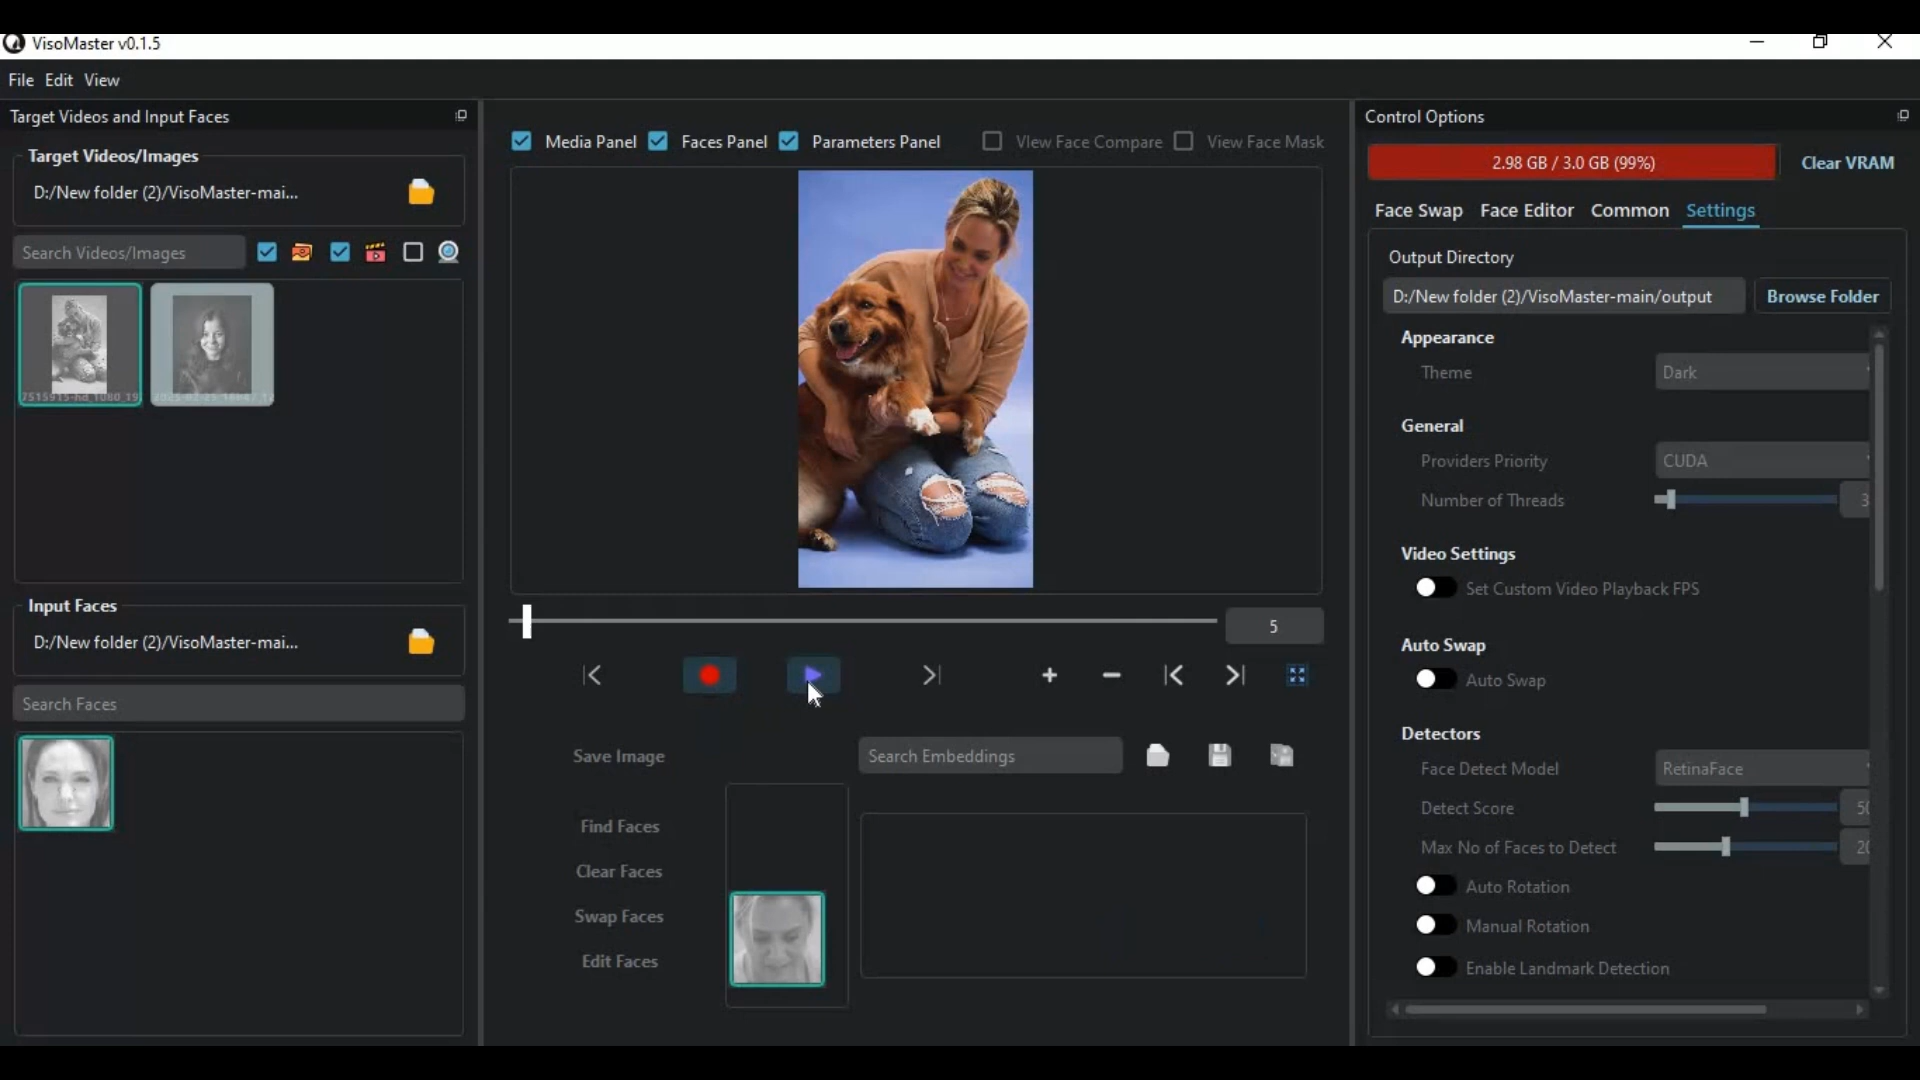 VisoMaster v0.1.5
File Edit View
Target Videos and Input Faces
Target Videos/Images
D:/New folder (2)/VisoMaster-mai...
Search Videos/Images
Input Faces
D:/New folder (2)/VisoMaster-mai...
Search Faces
Media Panel Faces Panel Parameters Panel View Face Compare View Face Mask
5
Save Image
Search Embeddings
Find Faces
Clear Faces
Swap Faces
Edit Faces
Control Options
2.98 GB / 3.0 GB (99%) Clear VRAM
Face Swap Face Editor Common Settings
Output Directory
D:/New folder (2)/VisoMaster-main/output Browse Folder
Appearance
Theme Dark
General
Providers Priority CUDA
Number of Threads 3
Video Settings
Set Custom Video Playback FPS
Auto Swap
Auto Swap
Detectors
Face Detect Model RetinaFace
Detect Score 50
Max No of Faces to Detect 20
Auto Rotation
Manual Rotation
Enable Landmark Detection